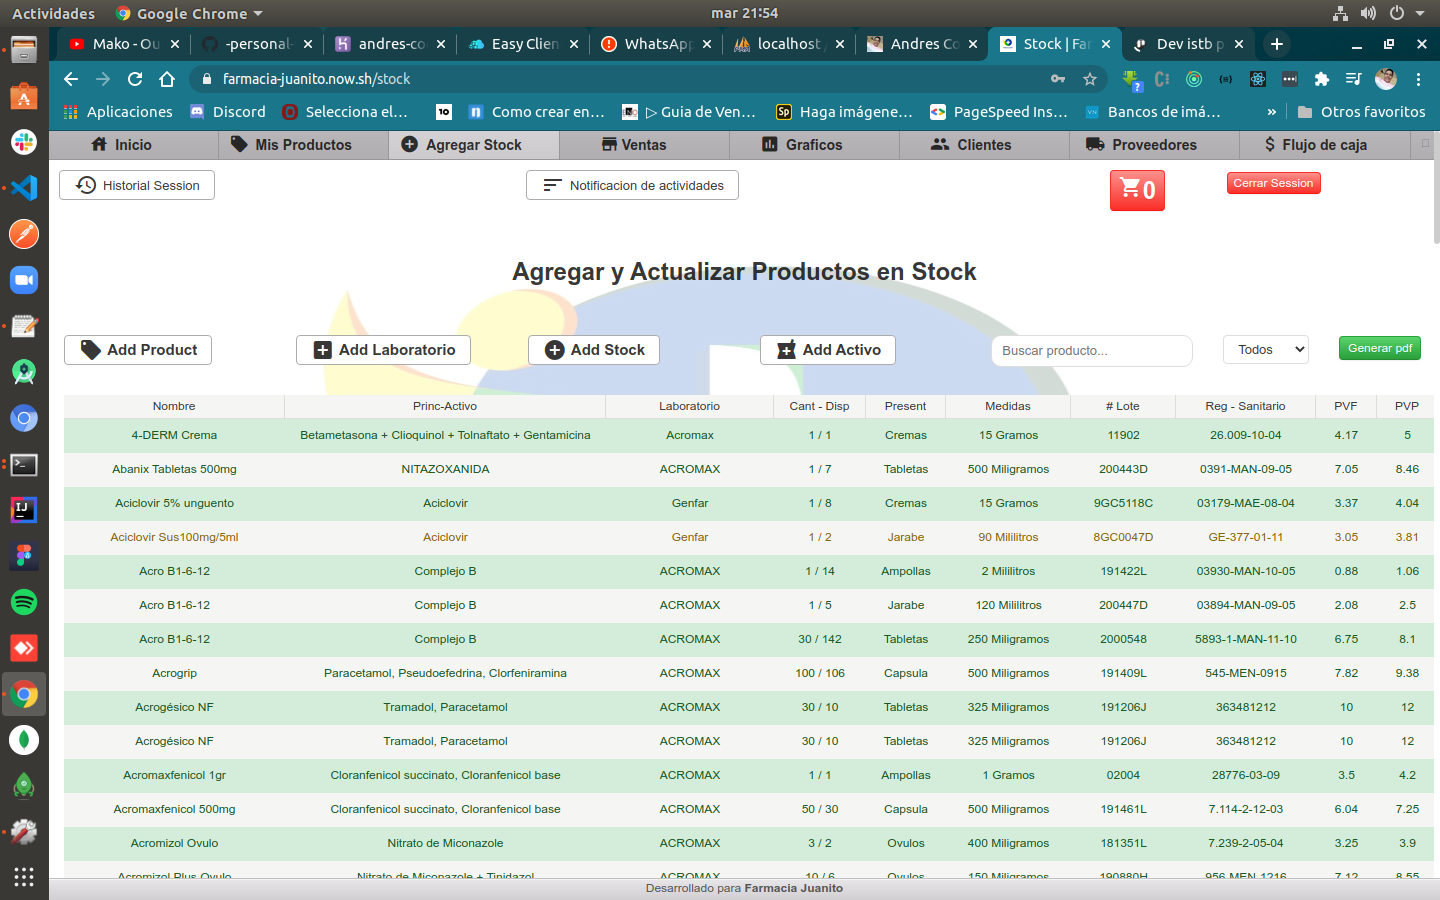 Actividades Google Chrome mar 21:54
Mako - Ou -personal- andres-co Easy Clien WhatsApp localhost / Andres Co Stock | Far Dev istb p
farmacia-juanito.now.sh/stock
Aplicaciones Discord Selecciona el... 10 Como crear en... ▷ Guia de Ven... Sp Haga imágene... PageSpeed Ins... Bancos de imá... » Otros favoritos
Inicio Mis Productos Agregar Stock Ventas Graficos Clientes Proveedores Flujo de caja
Historial Session Notificacion de actividades 0 Cerrar Session
Agregar y Actualizar Productos en Stock
Add Product Add Laboratorio Add Stock Add Activo Buscar producto... Todos Generar pdf
Nombre Princ-Activo Laboratorio Cant - Disp Present Medidas # Lote Reg - Sanitario PVF PVP
4-DERM Crema Betametasona + Clioquinol + Tolnaftato + Gentamicina Acromax 1 / 1 Cremas 15 Gramos 11902 26.009-10-04 4.17 5
Abanix Tabletas 500mg NITAZOXANIDA ACROMAX 1 / 7 Tabletas 500 Miligramos 200443D 0391-MAN-09-05 7.05 8.46
Aciclovir 5% unguento Aciclovir Genfar 1 / 8 Cremas 15 Gramos 9GC5118C 03179-MAE-08-04 3.37 4.04
Aciclovir Sus100mg/5ml Aciclovir Genfar 1 / 2 Jarabe 90 Mililitros 8GC0047D GE-377-01-11 3.05 3.81
Acro B1-6-12 Complejo B ACROMAX 1 / 14 Ampollas 2 Mililitros 191422L 03930-MAN-10-05 0.88 1.06
Acro B1-6-12 Complejo B ACROMAX 1 / 5 Jarabe 120 Mililitros 200447D 03894-MAN-09-05 2.08 2.5
Acro B1-6-12 Complejo B ACROMAX 30 / 142 Tabletas 250 Miligramos 2000548 5893-1-MAN-11-10 6.75 8.1
Acrogrip Paracetamol, Pseudoefedrina, Clorfeniramina ACROMAX 100 / 106 Capsula 500 Miligramos 191409L 545-MEN-0915 7.82 9.38
Acrogésico NF Tramadol, Paracetamol ACROMAX 30 / 10 Tabletas 325 Miligramos 191206J 363481212 10 12
Acrogésico NF Tramadol, Paracetamol ACROMAX 30 / 10 Tabletas 325 Miligramos 191206J 363481212 10 12
Acromaxfenicol 1gr Cloranfenicol succinato, Cloranfenicol base ACROMAX 1 / 1 Ampollas 1 Gramos 02004 28776-03-09 3.5 4.2
Acromaxfenicol 500mg Cloranfenicol succinato, Cloranfenicol base ACROMAX 50 / 30 Capsula 500 Miligramos 191461L 7.114-2-12-03 6.04 7.25
Acromizol Ovulo Nitrato de Miconazole ACROMAX 3 / 2 Ovulos 400 Miligramos 181351L 7.239-2-05-04 3.25 3.9
Acromizol Plus Ovulo Nitrato de Miconazole + Tinidazol ACROMAX 10 / 6 Ovulos 150 Miligramos 190880H 956-MEN-1216 7.12 8.55
Desarrollado para Farmacia Juanito